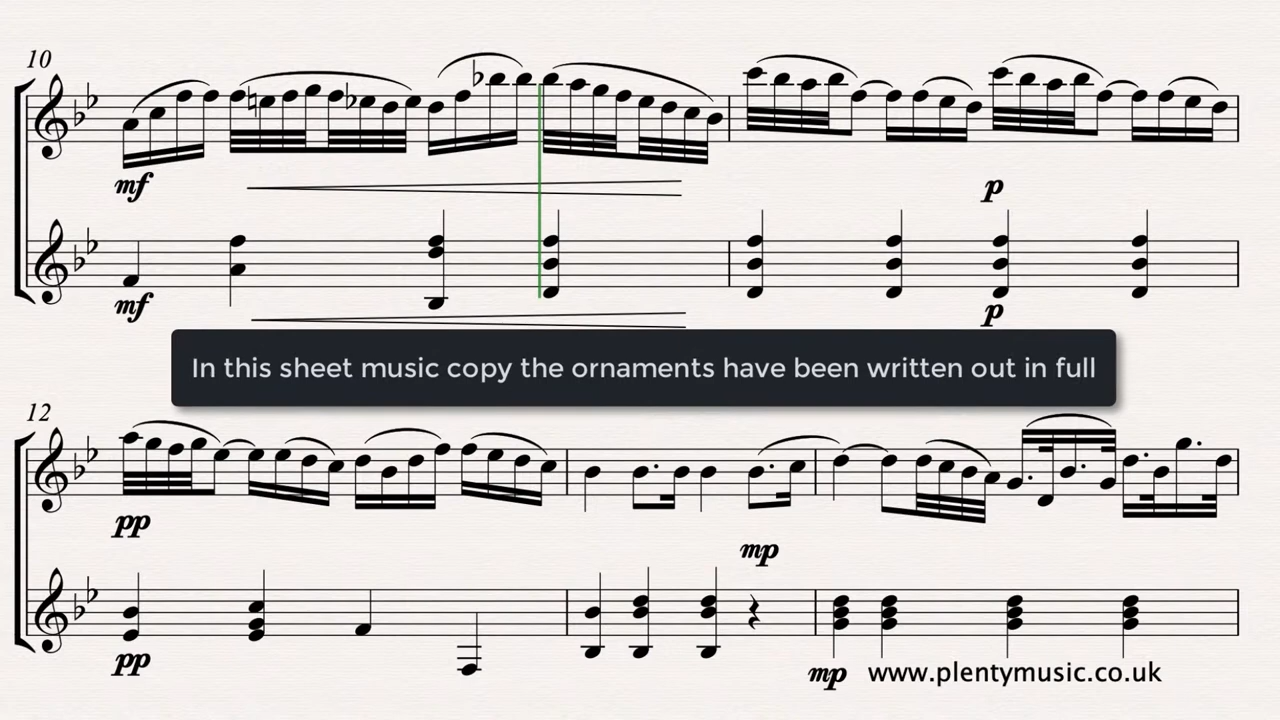 10
mf
p
mf
p
In this sheet music copy the ornaments have been written out in full
12
pp
mp
pp
mp
www.plentymusic.co.uk